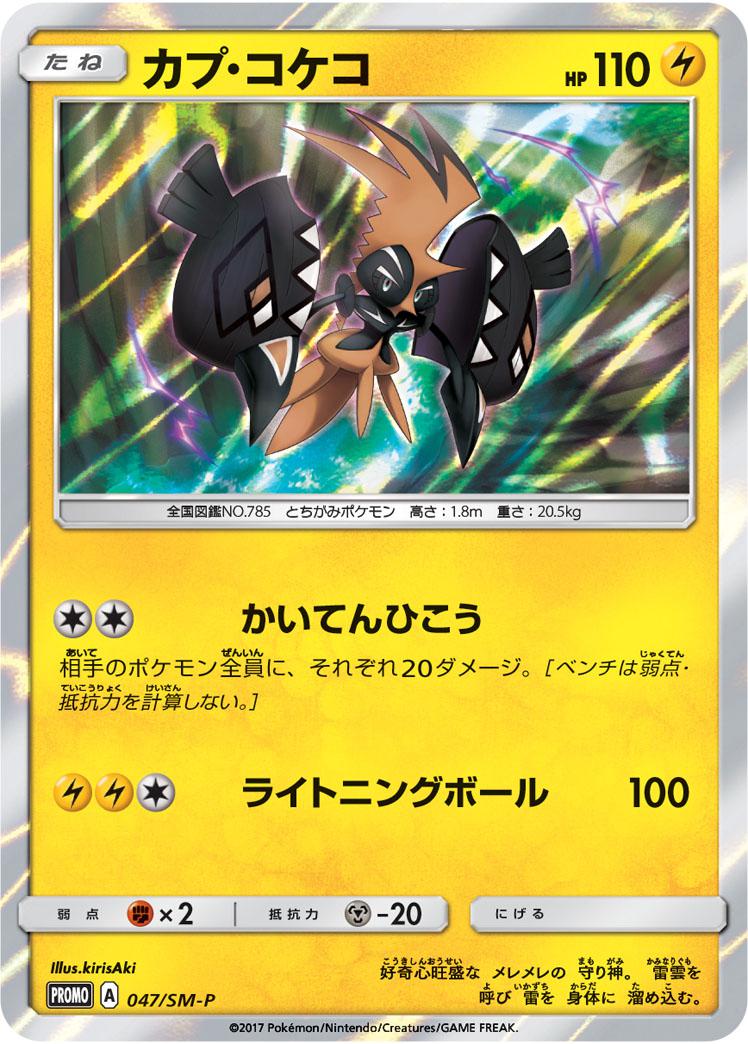 たね カプ・コケコ HP 110
全国図鑑NO.785 とちがみポケモン 高さ:1.8m 重さ:20.5kg
かいてんひこう
相手のポケモン全員に、それぞれ20ダメージ。[ベンチは弱点・
抵抗力を計算しない。]
ライトニングボール 100
弱点 ×2 抵抗力 -20 にげる
Illus.kirisAki
好奇心旺盛な メレメレの 守り神。 雷雲を
呼び 雷を 身体に 溜め込む。
PROMO A 047/SM-P
©2017 Pokémon/Nintendo/Creatures/GAME FREAK.